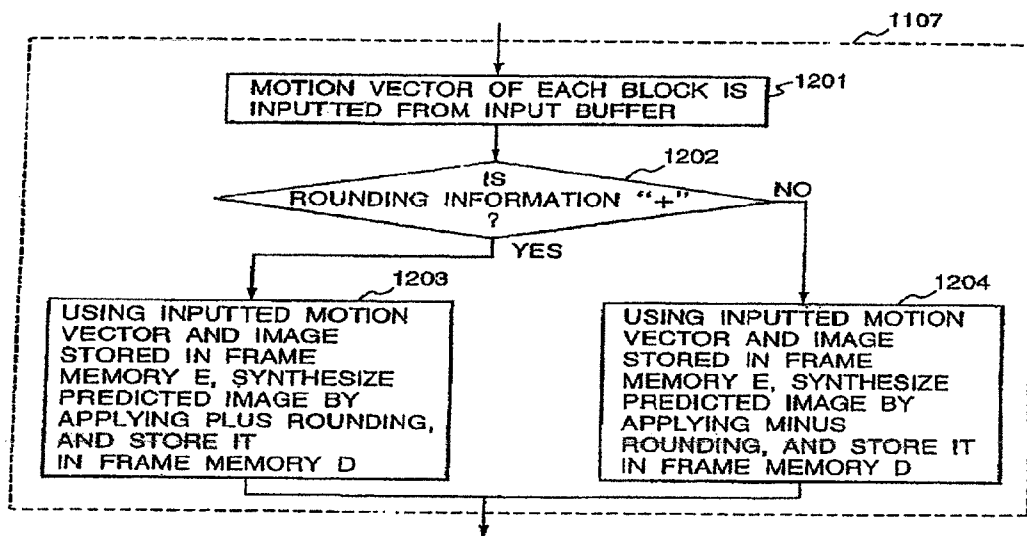 1107
MOTION VECTOR OF EACH BLOCK IS
INPUTTED FROM INPUT BUFFER
1201
1202
IS
ROUNDING INFORMATION "+"
?
NO
YES
1203
USING INPUTTED MOTION
VECTOR AND IMAGE
STORED IN FRAME
MEMORY E, SYNTHESIZE
PREDICTED IMAGE BY
APPLYING PLUS ROUNDING,
AND STORE IT
IN FRAME MEMORY D
1204
USING INPUTTED MOTION
VECTOR AND IMAGE
STORED IN FRAME
MEMORY E, SYNTHESIZE
PREDICTED IMAGE BY
APPLYING MINUS
ROUNDING, AND STORE IT
IN FRAME MEMORY D